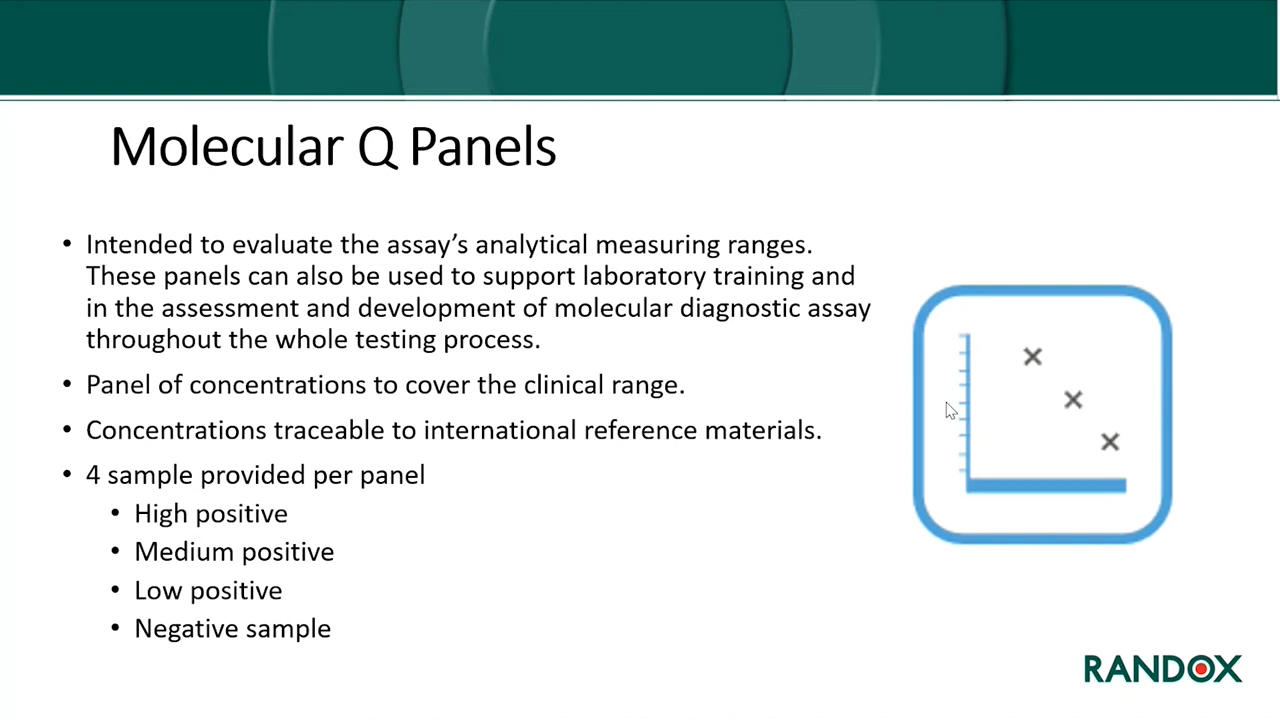 Molecular Q Panels
• Intended to evaluate the assay’s analytical measuring ranges.
These panels can also be used to support laboratory training and
in the assessment and development of molecular diagnostic assay
throughout the whole testing process.
• Panel of concentrations to cover the clinical range.
• Concentrations traceable to international reference materials.
• 4 sample provided per panel
• High positive
• Medium positive
• Low positive
• Negative sample
RANDOX